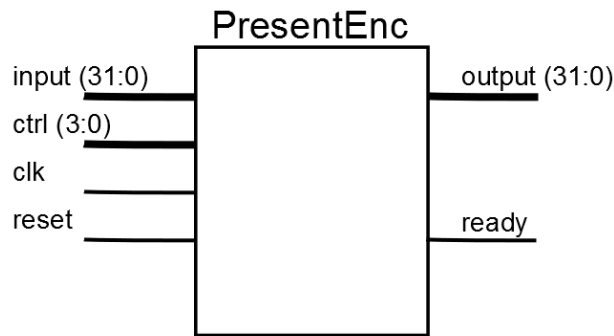 PresentEnc
input (31:0)
output (31:0)
ctrl (3:0)
clk
reset
ready